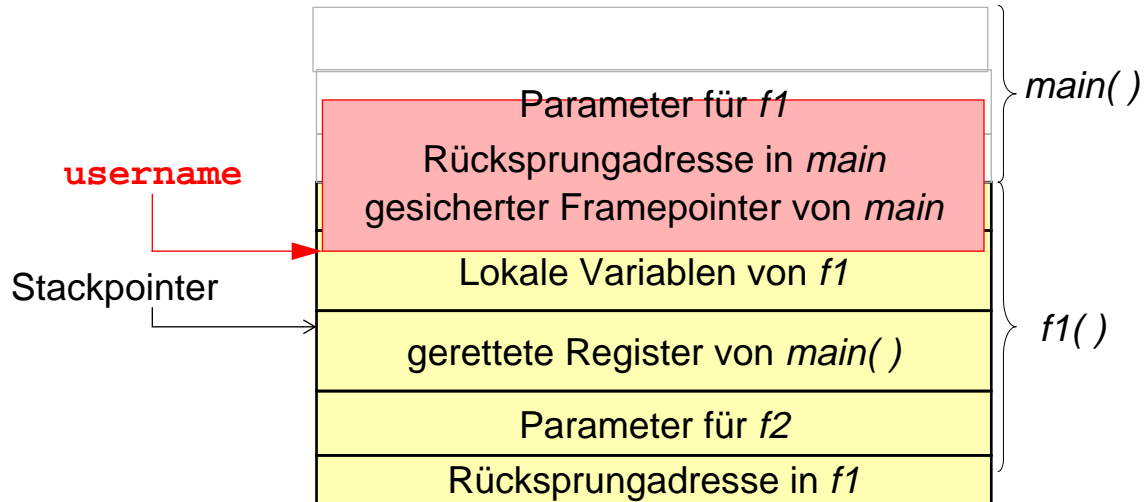 main( )
Parameter für f1
Rücksprungadresse in main
username
gesicherter Framepointer von main
Lokale Variablen von f1
Stackpointer
f1( )
gerettete Register von main( )
Parameter für f2
Rücksprungadresse in f1